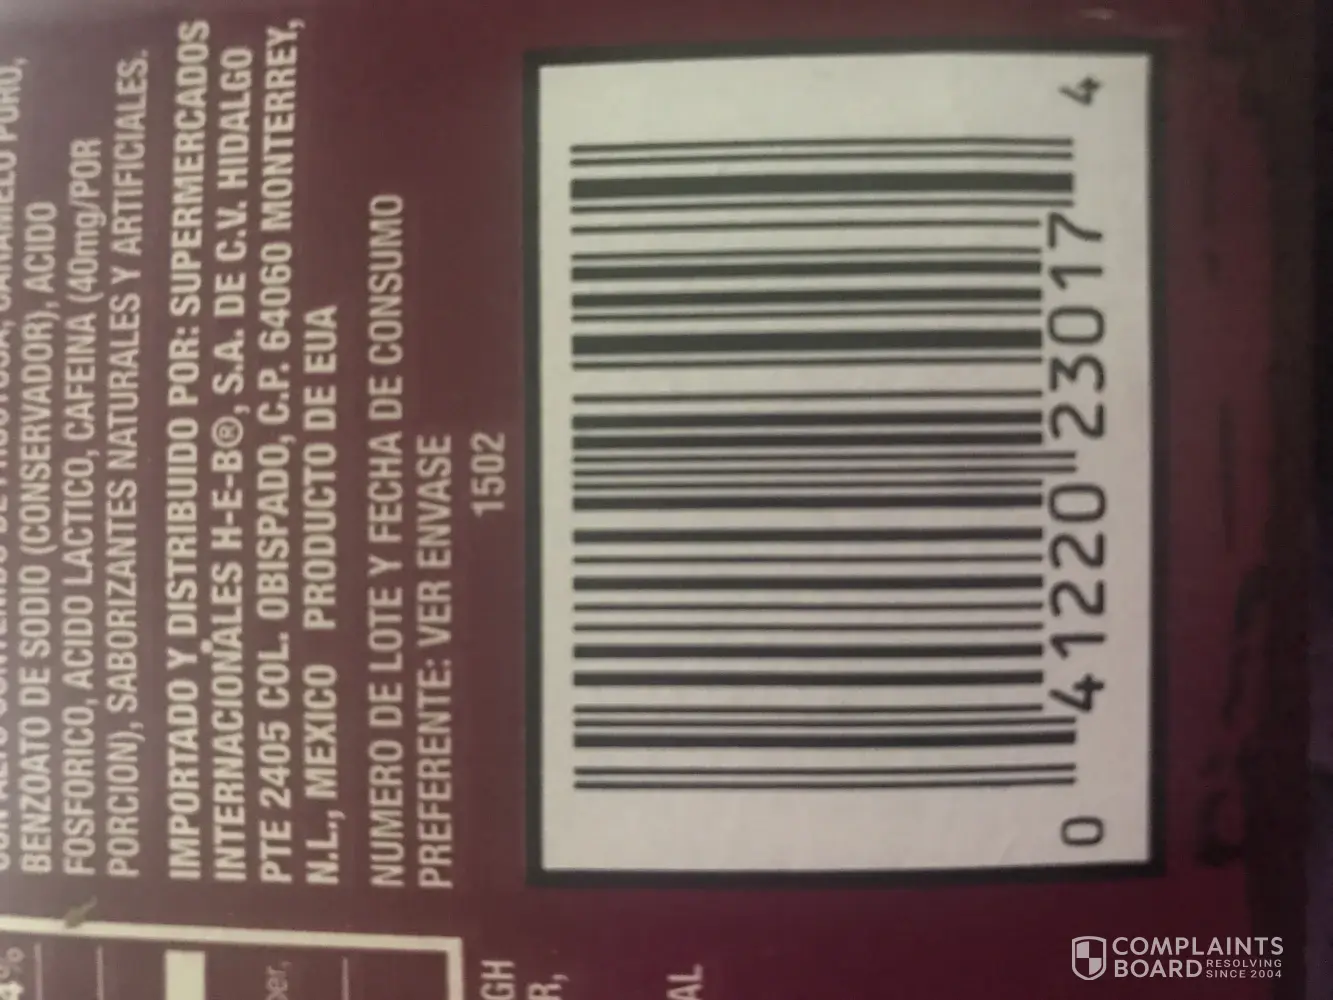 BENZOATO DE SODIO (CONSERVADOR), ACIDO
FOSFORICO, ACIDO LACTICO, CAFEINA (40mg/POR
PORCION), SABORIZANTES NATURALES Y ARTIFICIALES.
IMPORTADO Y DISTRIBUIDO POR: SUPERMERCADOS
INTERNACIONALES H-E-B®, S.A. DE C.V. HIDALGO
PTE 2405 COL. OBISPADO, C.P. 64060 MONTERREY,
N.L., MEXICO PRODUCTO DE EUA
NUMERO DE LOTE Y FECHA DE CONSUMO
PREFERENTE: VER ENVASE
1502
0 41220 23017 4
COMPLAINTS
BOARD RESOLVING
SINCE 2004